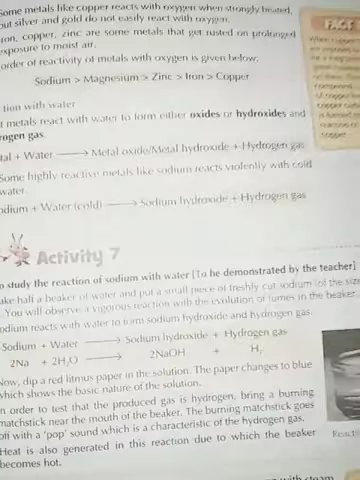 Some metals like copper reacts with oxygen when strongly heated,
but silver and gold do not easily react with oxygen.
Iron, copper, zinc are some metals that get rusted on prolonged
exposure to moist air.
order of reactivity of metals with oxygen is given below;
Sodium > Magnesium > Zinc > Iron > Copper
FACT
tion with water
t metals react with water to form either oxides or hydroxides and
rogen gas.
tal + Water → Metal oxide/Metal hydroxide + Hydrogen gas
Some highly reactive metals like sodium reacts violently with cold
water.
odium + Water (cold) → Sodium hydroxide + Hydrogen gas
Activity 7
o study the reaction of sodium with water [To be demonstrated by the teacher]
ake half a beaker of water and put a small piece of freshly cut sodium (of the size
. You will observe a vigorous reaction with the evolution of fumes in the beaker.
odium reacts with water to form sodium hydroxide and hydrogen gas.
Sodium + Water → Sodium hydroxide + Hydrogen gas
2Na + 2H₂O → 2NaOH + H₂
Now, dip a red litmus paper in the solution. The paper changes to blue
which shows the basic nature of the solution.
n order to test that the produced gas is hydrogen, bring a burning
matchstick near the mouth of the beaker. The burning matchstick goes
off with a 'pop' sound which is a characteristic of the hydrogen gas.
Heat is also generated in this reaction due to which the beaker
becomes hot.
Reacti
with steam